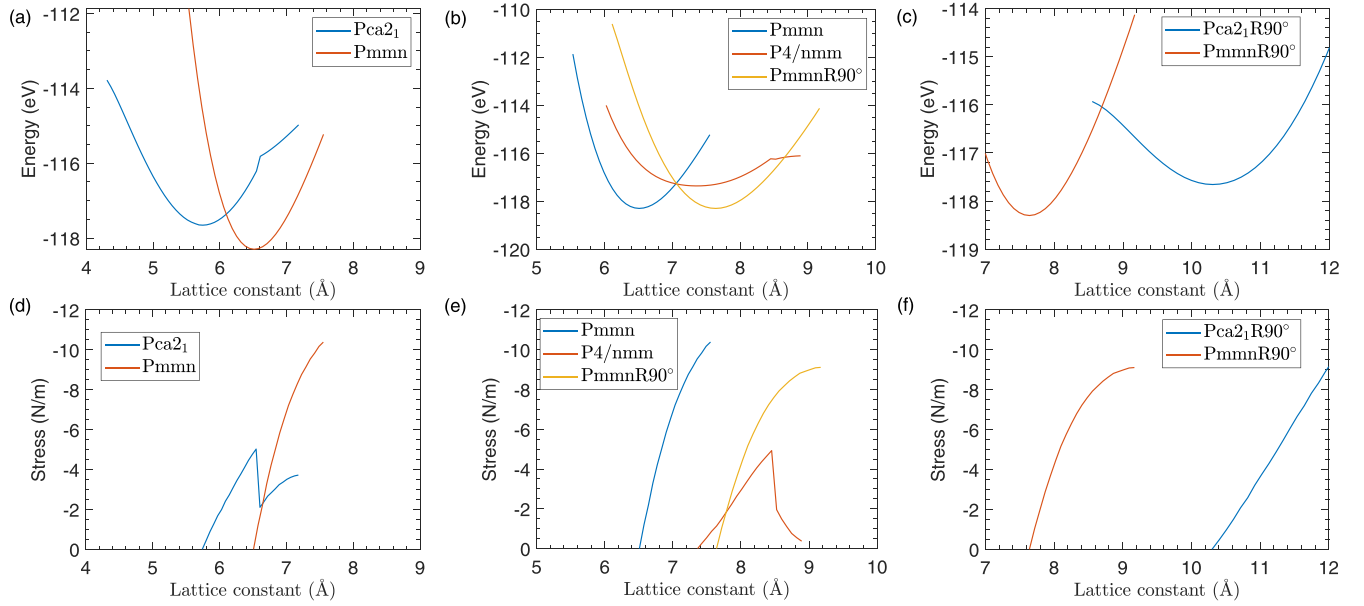 (a)
Pca2₁
Pmmn
-112
-114
-116
-118
Energy (eV)
4 5 6 7 8 9
Lattice constant (Å)
(b)
Pmmn
P4/nmm
PmmnR90°
-110
-112
-114
-116
-118
-120
Energy (eV)
5 6 7 8 9 10
Lattice constant (Å)
(c)
Pca2₁R90°
PmmnR90°
-114
-115
-116
-117
-118
-119
Energy (eV)
7 8 9 10 11 12
Lattice constant (Å)
(d)
Pca2₁
Pmmn
-12
-10
-8
-6
-4
-2
0
Stress (N/m)
4 5 6 7 8 9
Lattice constant (Å)
(e)
Pmmn
P4/nmm
PmmnR90°
-12
-10
-8
-6
-4
-2
0
Stress (N/m)
5 6 7 8 9 10
Lattice constant (Å)
(f)
Pca2₁R90°
PmmnR90°
-12
-10
-8
-6
-4
-2
0
Stress (N/m)
7 8 9 10 11 12
Lattice constant (Å)